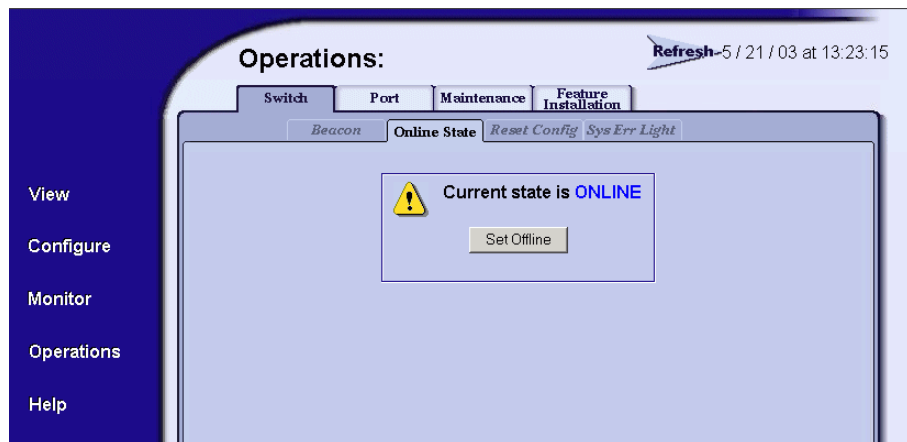 Operations:
Refresh-5 / 21 / 03 at 13:23:15
Switch Port Maintenance Feature Installation
Beacon Online State Reset Config Sys Err Light
Current state is ONLINE
Set Offline
View
Configure
Monitor
Operations
Help